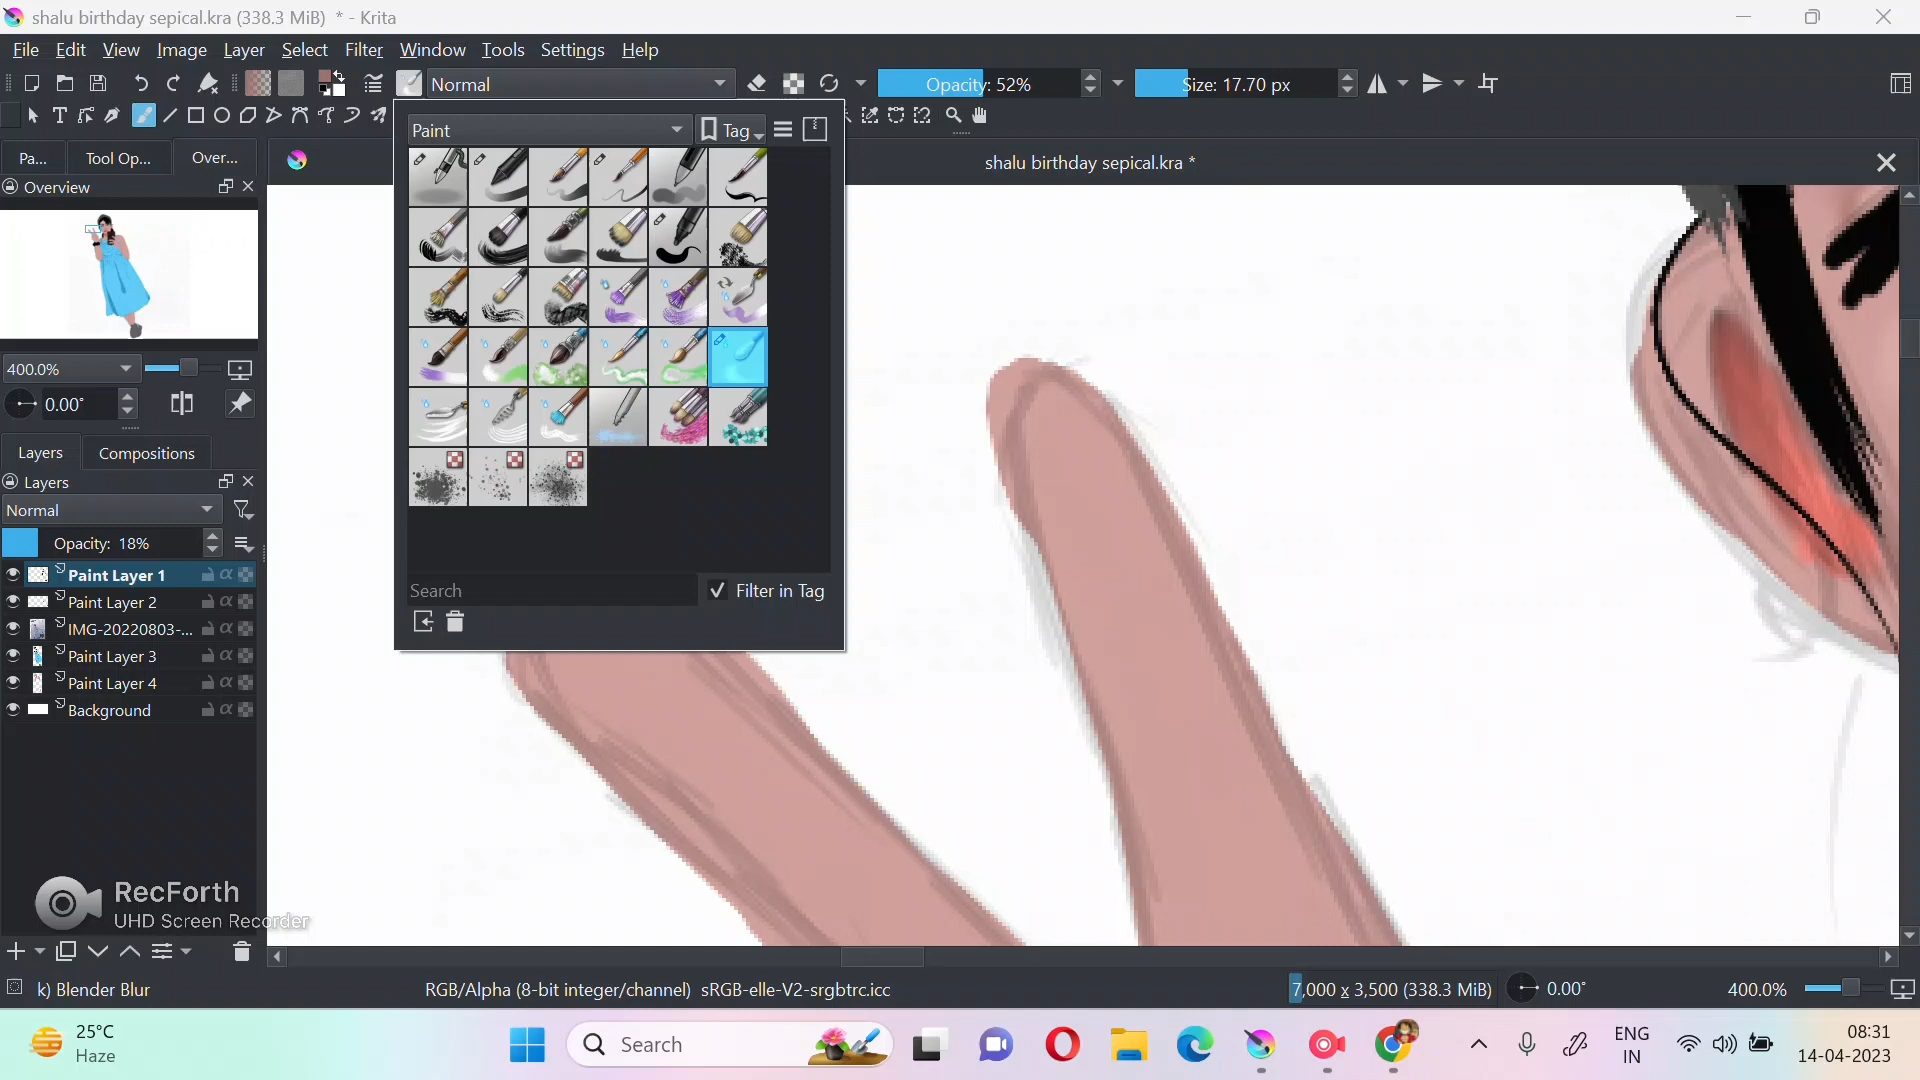 shalu birthday sepical.kra (338.3 MiB) * - Krita
File Edit View Image Layer Select Filter Window Tools Settings Help
Normal
Opacity: 52%
Size: 17.70 px
Pa...
Tool Op...
Over...
Paint
Tag
shalu birthday sepical.kra *
Overview
400.0%
0.00°
Layers
Compositions
Layers
Normal
Opacity: 18%
Paint Layer 1
Paint Layer 2
IMG-20220803-...
Paint Layer 3
Paint Layer 4
Background
Search
Filter in Tag
RecForth
UHD Screen Recorder
k) Blender Blur
RGB/Alpha (8-bit integer/channel) sRGB-elle-V2-srgbtrc.icc
7,000 x 3,500 (338.3 MiB)
0.00°
400.0%
25°C
Haze
Search
ENG
IN
08:31
14-04-2023